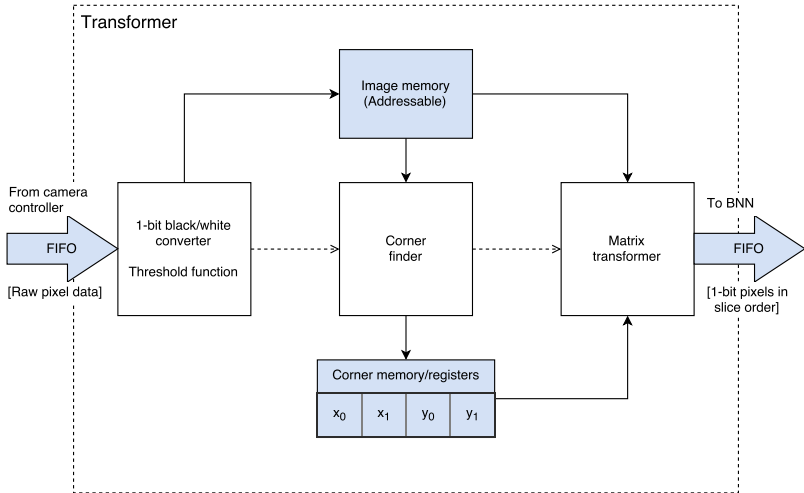 Transformer
Image memory
(Addressable)
From camera
controller
FIFO
[Raw pixel data]
1-bit black/white
converter
Threshold function
Corner
finder
Matrix
transformer
To BNN
FIFO
[1-bit pixels in
slice order]
Corner memory/registers
x₀ x₁ y₀ y₁